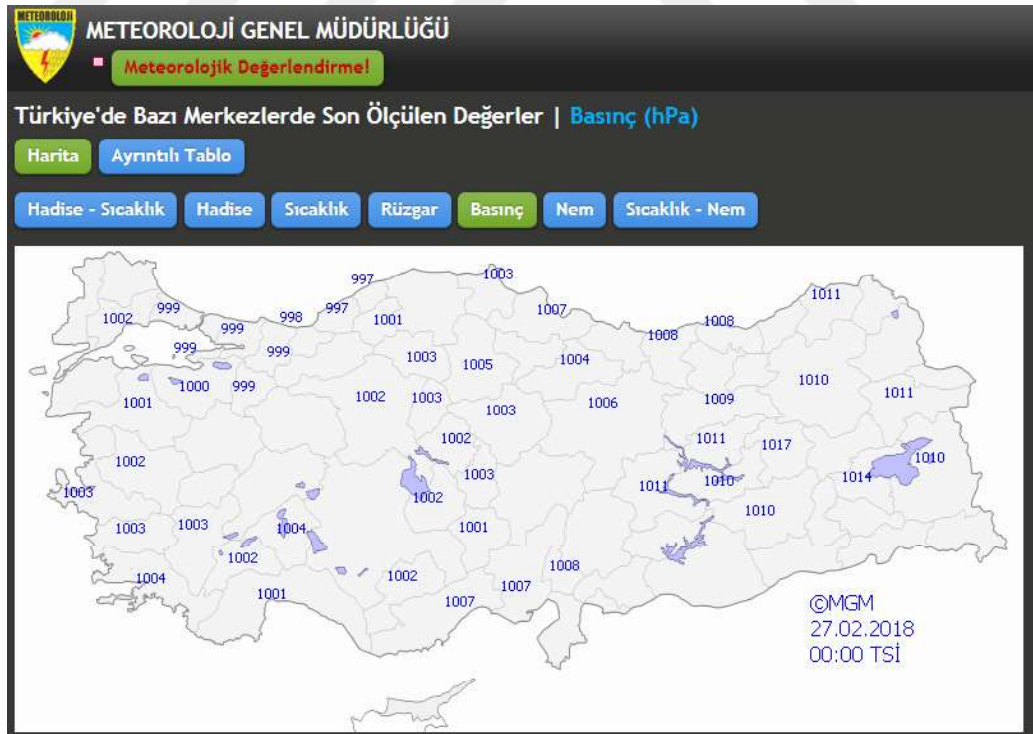 METEOROLOJİ
METEOROLOJİ GENEL MÜDÜRLÜĞÜ
Meteorolojik Değerlendirme!
Türkiye'de Bazı Merkezlerde Son Ölçülen Değerler | Basınç (hPa)
Harita Ayrıntılı Tablo
Hadise - Sıcaklık Hadise Sıcaklık Rüzgar Basınç Nem Sıcaklık - Nem
997 1003
1011
1002 999 999 998 997 1001 1007 1008 1008
999 999 1003 1005 1004
1001 1000 999 1002 1003 1003 1006 1009 1010 1011
1002 1002 1011 1017
1003 1002 1003 1011 1010 1014 1010
1003 1003 1004 1001 1010
1002
1004 1001 1002 1007 1007 1008
©MGM
27.02.2018
00:00 TSİ